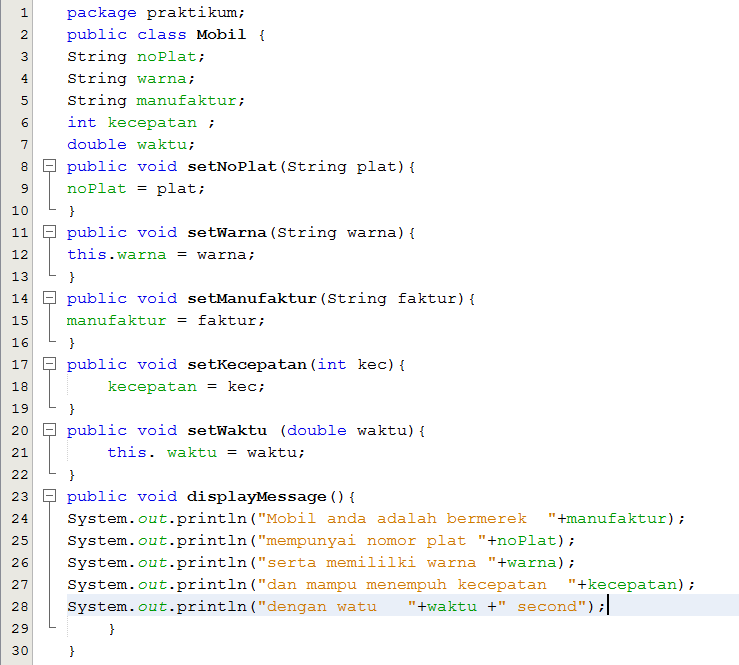 1 package praktikum;
2 public class Mobil {
3 String noPlat;
4 String warna;
5 String manufaktur;
6 int kecepatan ;
7 double waktu;
8 public void setNoPlat(String plat){
9 noPlat = plat;
10 }
11 public void setWarna(String warna){
12 this.warna = warna;
13 }
14 public void setManufaktur(String faktur){
15 manufaktur = faktur;
16 }
17 public void setKecepatan(int kec){
18     kecepatan = kec;
19 }
20 public void setWaktu (double waktu){
21     this. waktu = waktu;
22 }
23 public void displayMessage(){
24 System.out.println("Mobil anda adalah bermerek  "+manufaktur);
25 System.out.println("mempunyai nomor plat "+noPlat);
26 System.out.println("serta memililki warna "+warna);
27 System.out.println("dan mampu menempuh kecepatan  "+kecepatan);
28 System.out.println("dengan watu   "+waktu +" second");
29     }
30 }